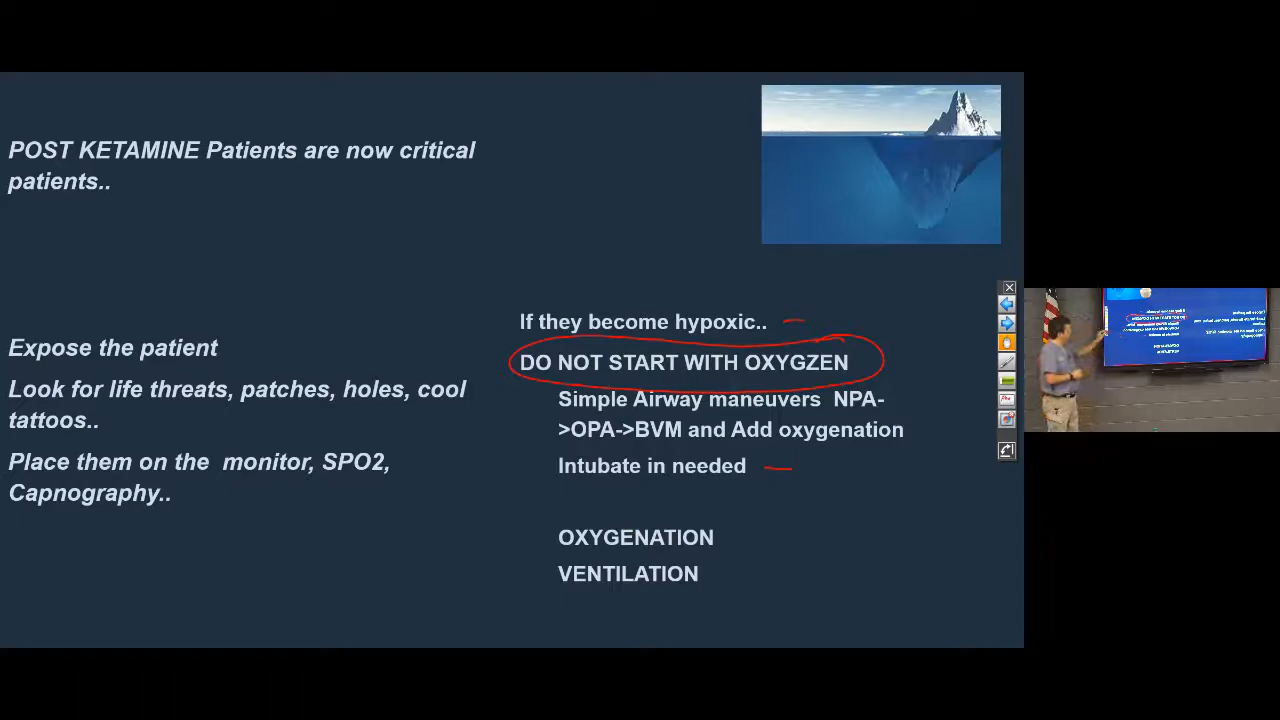 POST KETAMINE Patients are now critical
patients..
Expose the patient
Look for life threats, patches, holes, cool
tattoos..
Place them on the monitor, SPO2,
Capnography..
If they become hypoxic..
DO NOT START WITH OXYGZEN
Simple Airway maneuvers NPA-
>OPA->BVM and Add oxygenation
Intubate in needed
OXYGENATION
VENTILATION